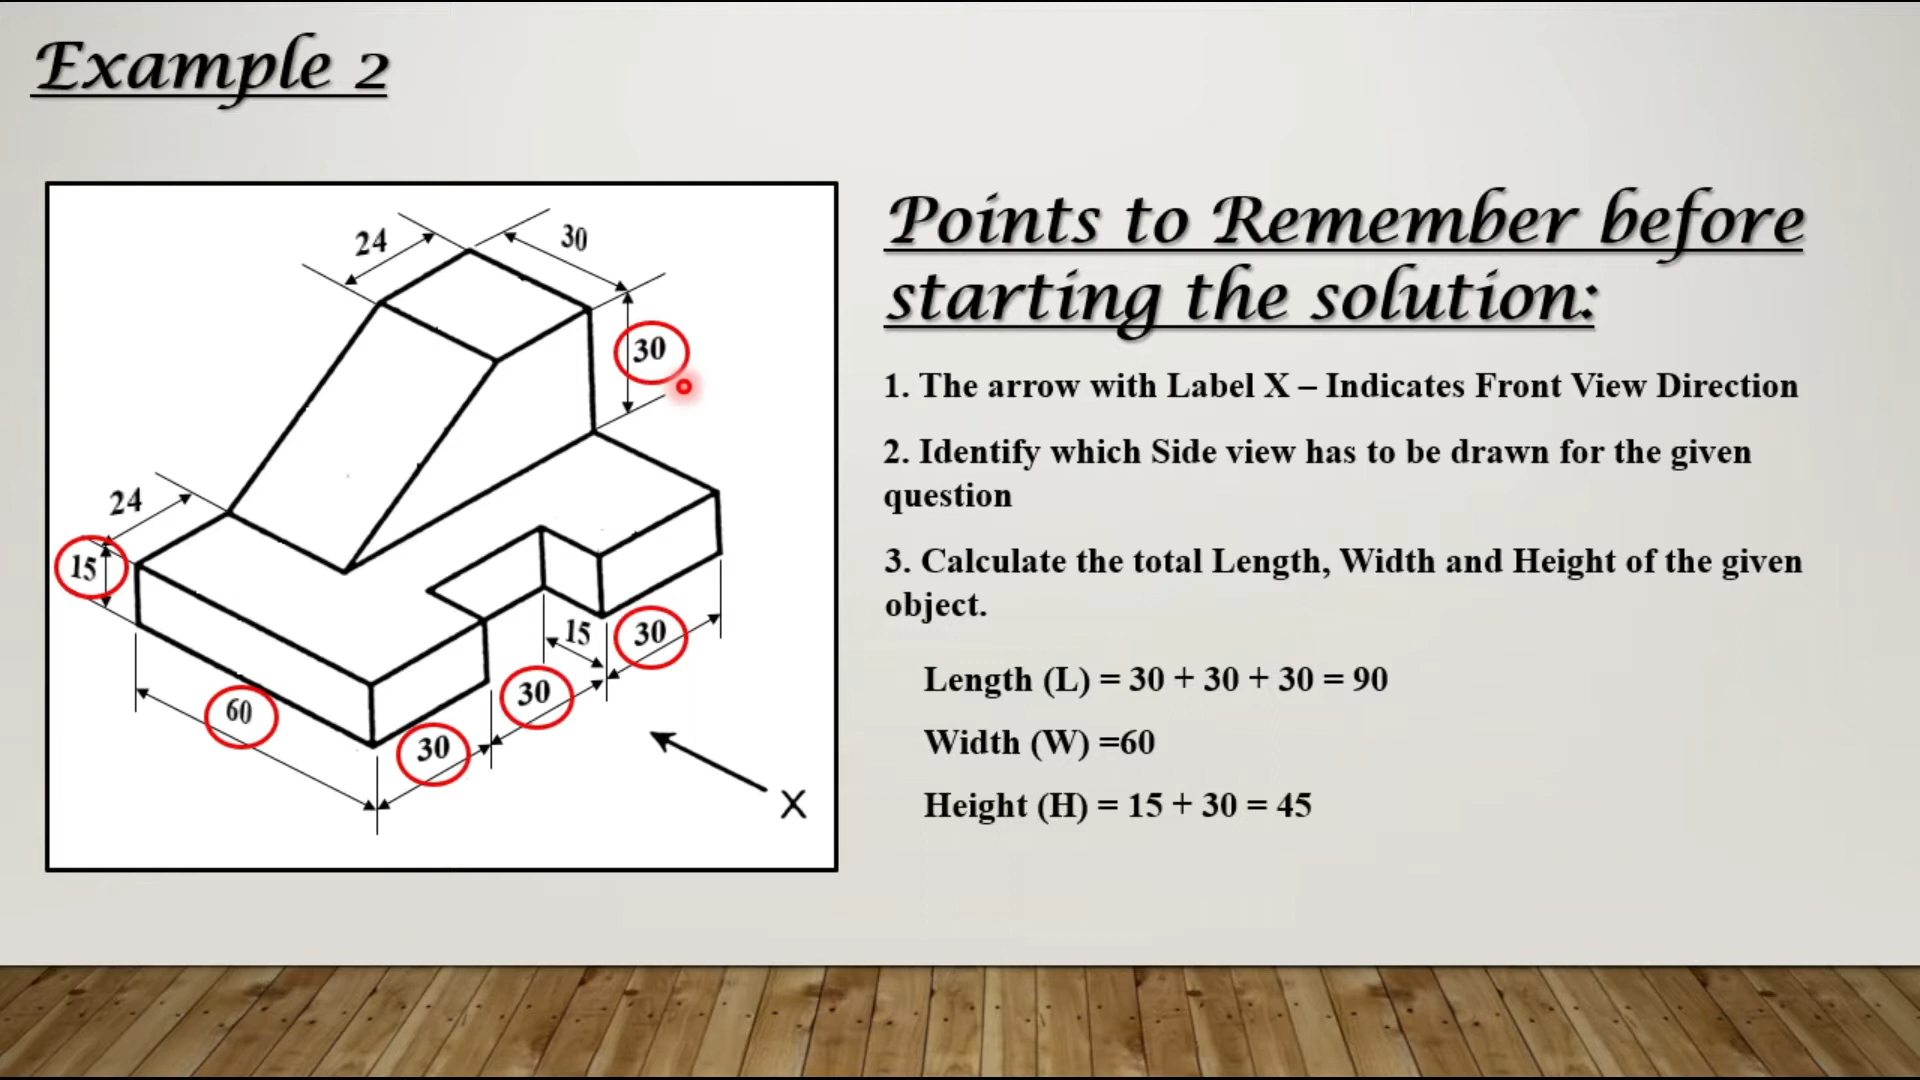 Example 2
24
30
30
24
15
15
30
60
30
30
X
Points to Remember before
starting the solution:
1. The arrow with Label X – Indicates Front View Direction
2. Identify which Side view has to be drawn for the given
question
3. Calculate the total Length, Width and Height of the given
object.
Length (L) = 30 + 30 + 30 = 90
Width (W) =60
Height (H) = 15 + 30 = 45